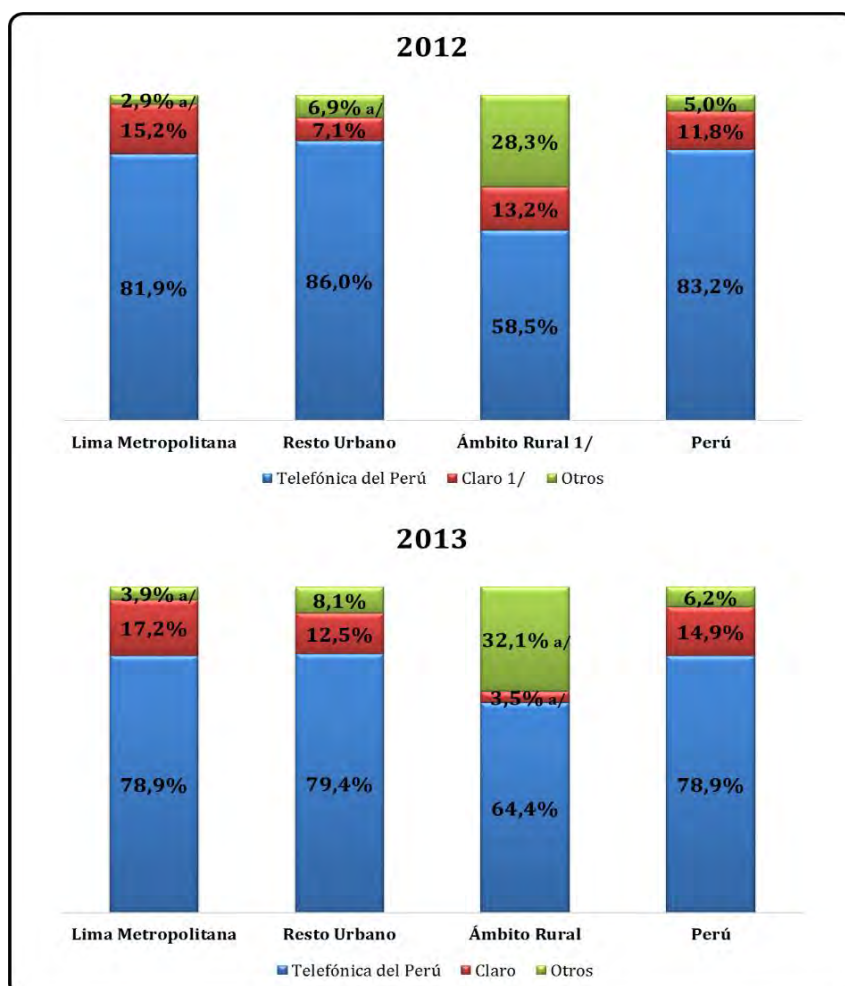 2012
2,9% a/ 6,9% a/ 28,3% 5,0%
15,2% 7,1% 13,2% 11,8%
81,9% 86,0% 58,5% 83,2%
Lima Metropolitana Resto Urbano Ámbito Rural 1/ Perú
Telefónica del Perú Claro 1/ Otros
2013
3,9% a/ 8,1% 32,1% a/ 6,2%
17,2% 12,5% 3,5% a/ 14,9%
78,9% 79,4% 64,4% 78,9%
Lima Metropolitana Resto Urbano Ámbito Rural Perú
Telefónica del Perú Claro Otros